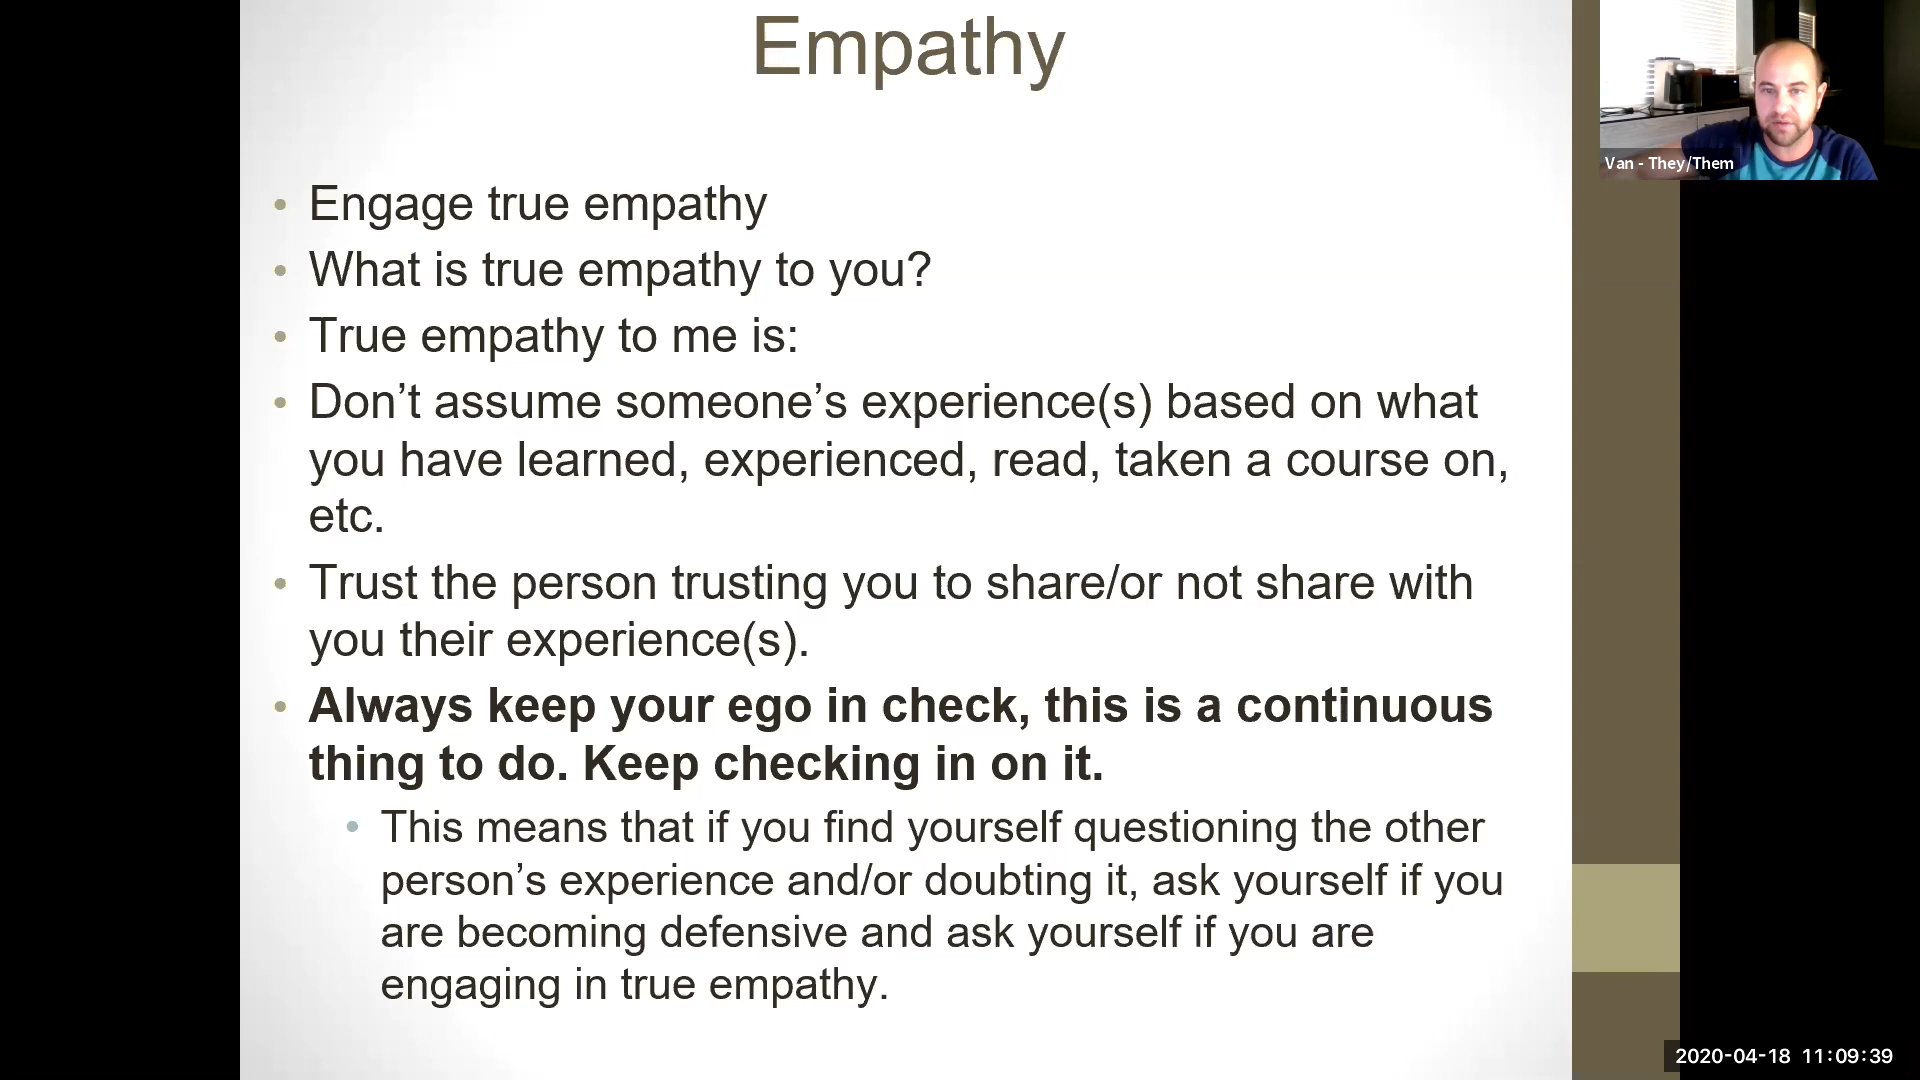 Empathy
Van - They/Them
• Engage true empathy
• What is true empathy to you?
• True empathy to me is:
• Don’t assume someone’s experience(s) based on what
you have learned, experienced, read, taken a course on,
etc.
• Trust the person trusting you to share/or not share with
you their experience(s).
• Always keep your ego in check, this is a continuous
thing to do. Keep checking in on it.
• This means that if you find yourself questioning the other
person’s experience and/or doubting it, ask yourself if you
are becoming defensive and ask yourself if you are
engaging in true empathy.
2020-04-18 11:09:39